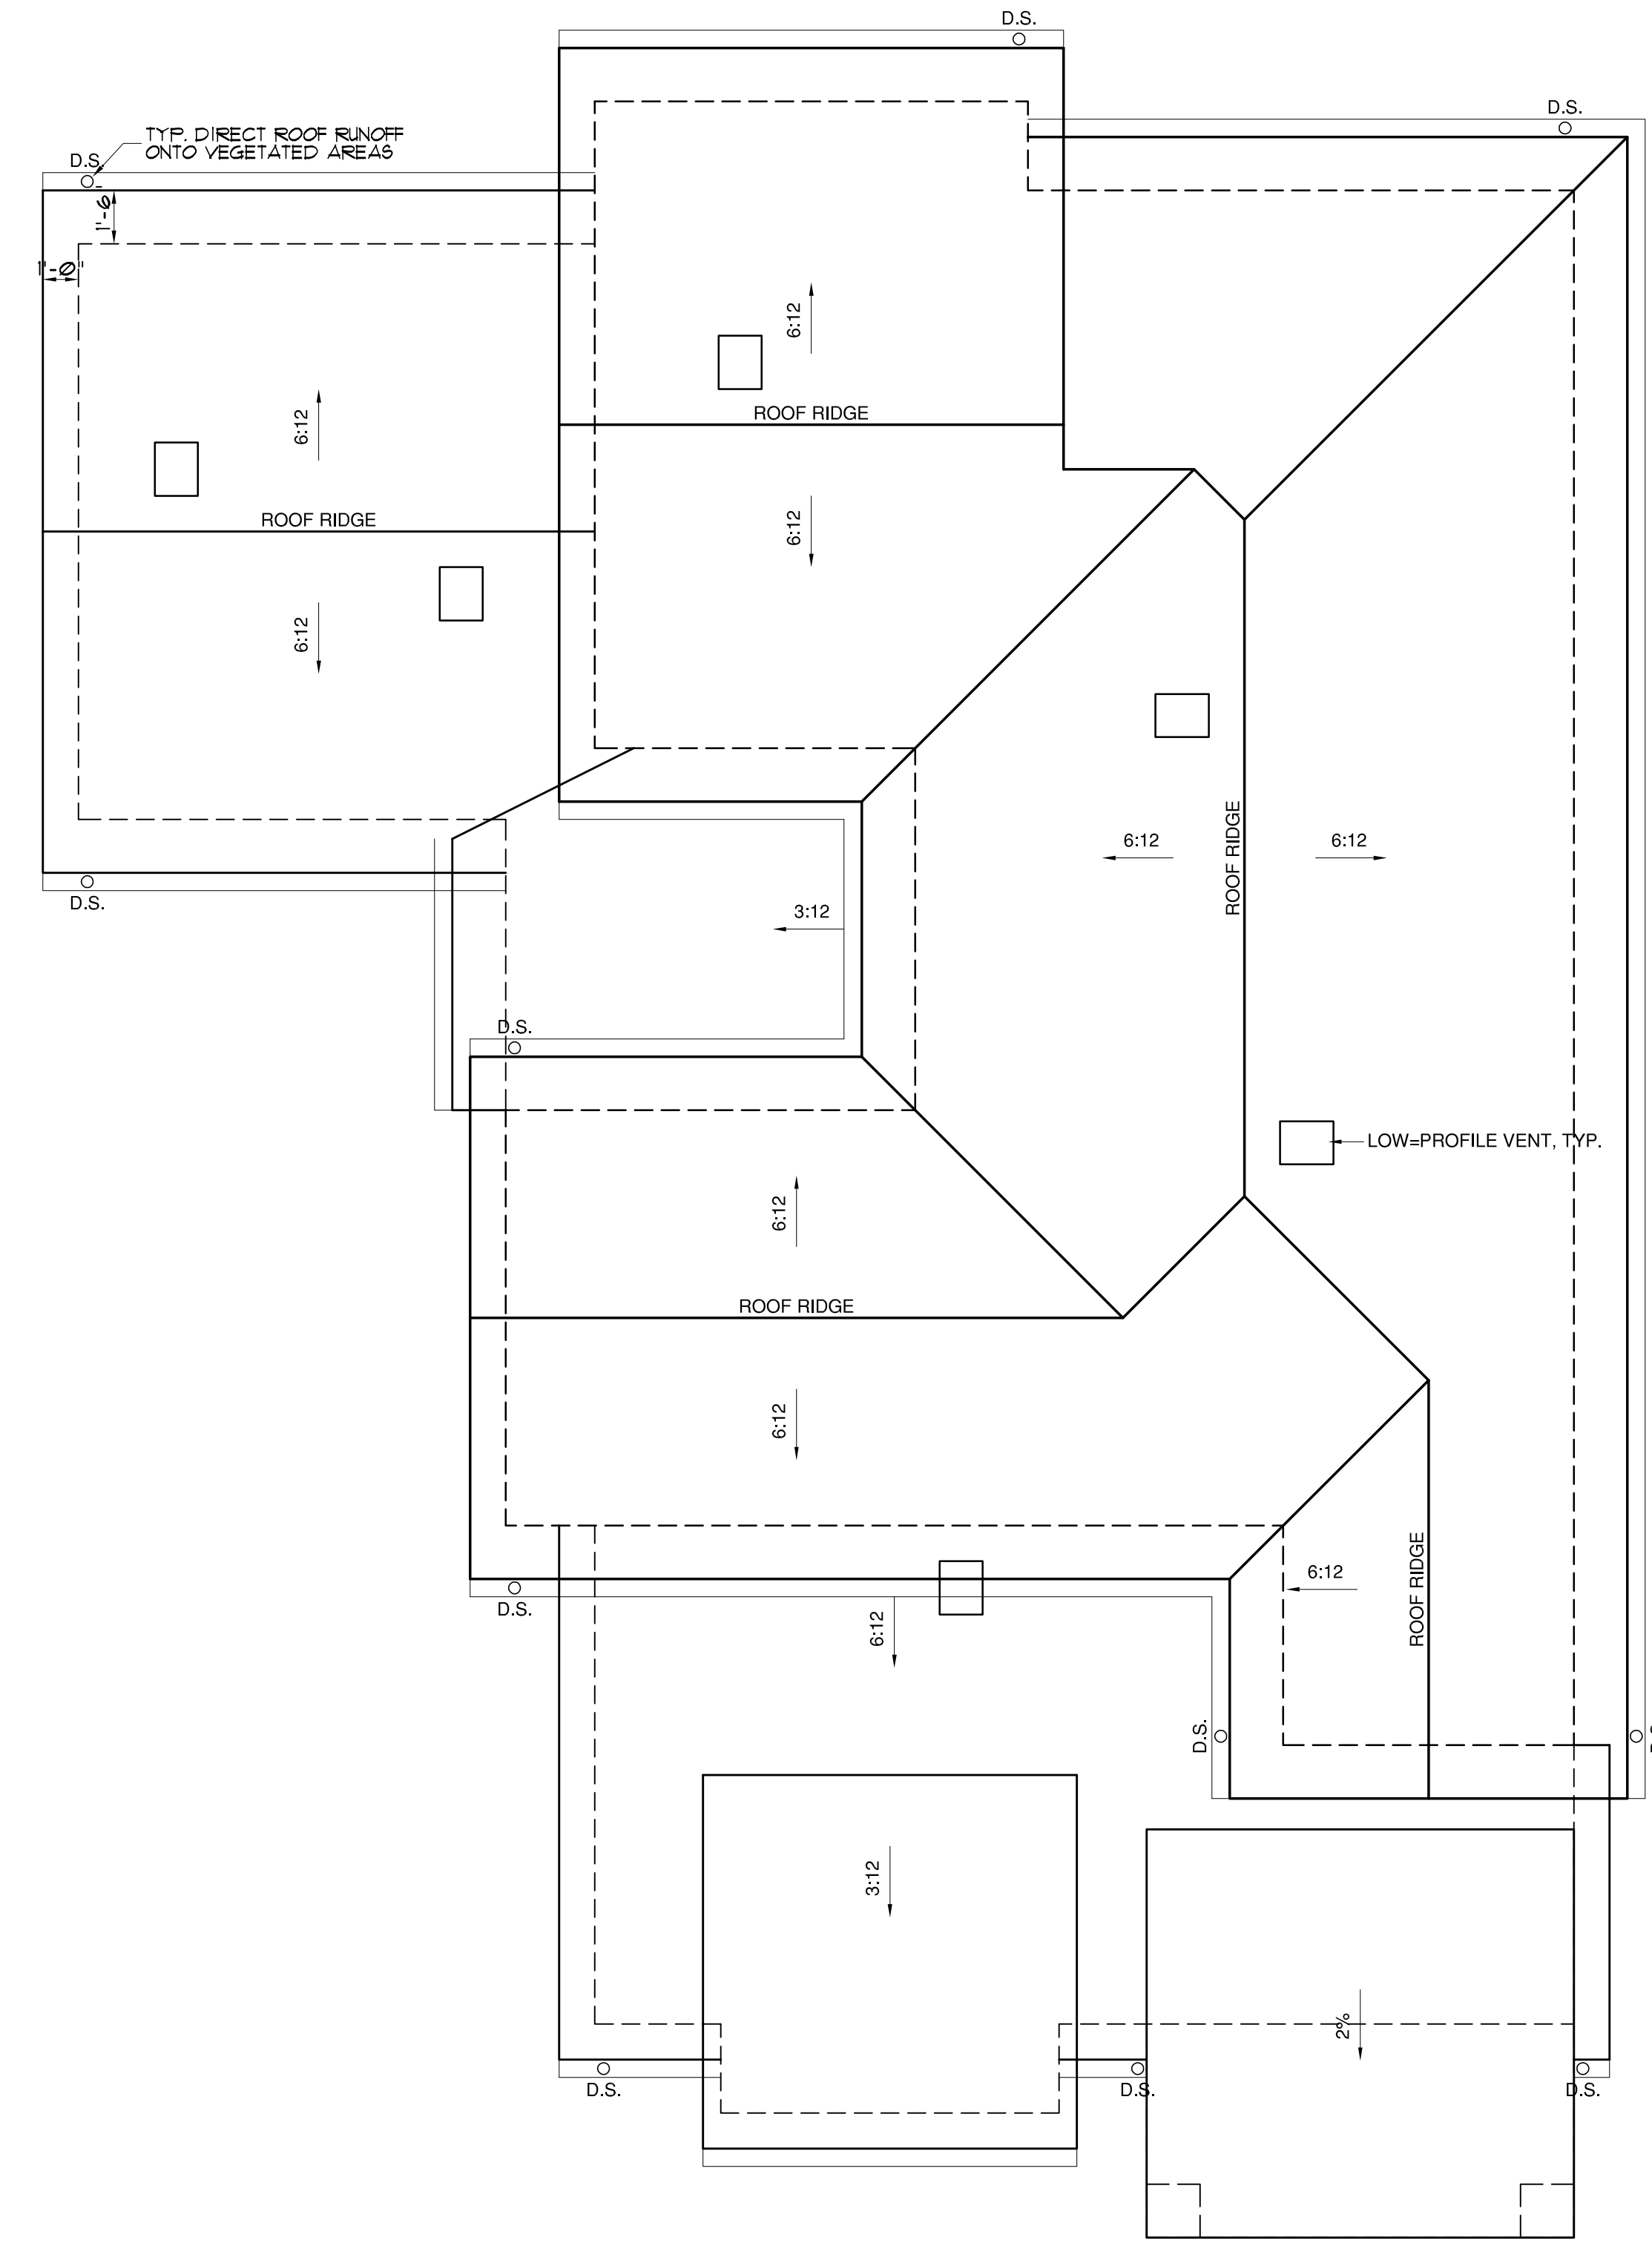 D.S.
D.S.
TYP. DIRECT ROOF RUNOFF
ONTO VEGETATED AREAS
D.S.
1'-6"
1'-0"
6:12
ROOF RIDGE
6:12
6:12
ROOF RIDGE
6:12
6:12
6:12
6:12
ROOF RIDGE
3:12
D.S.
D.S.
LOW=PROFILE VENT, TYP.
6:12
ROOF RIDGE
6:12
6:12
ROOF RIDGE
D.S.
6:12
D.S.
3:12
2%
D.S.
D.S.
D.S.